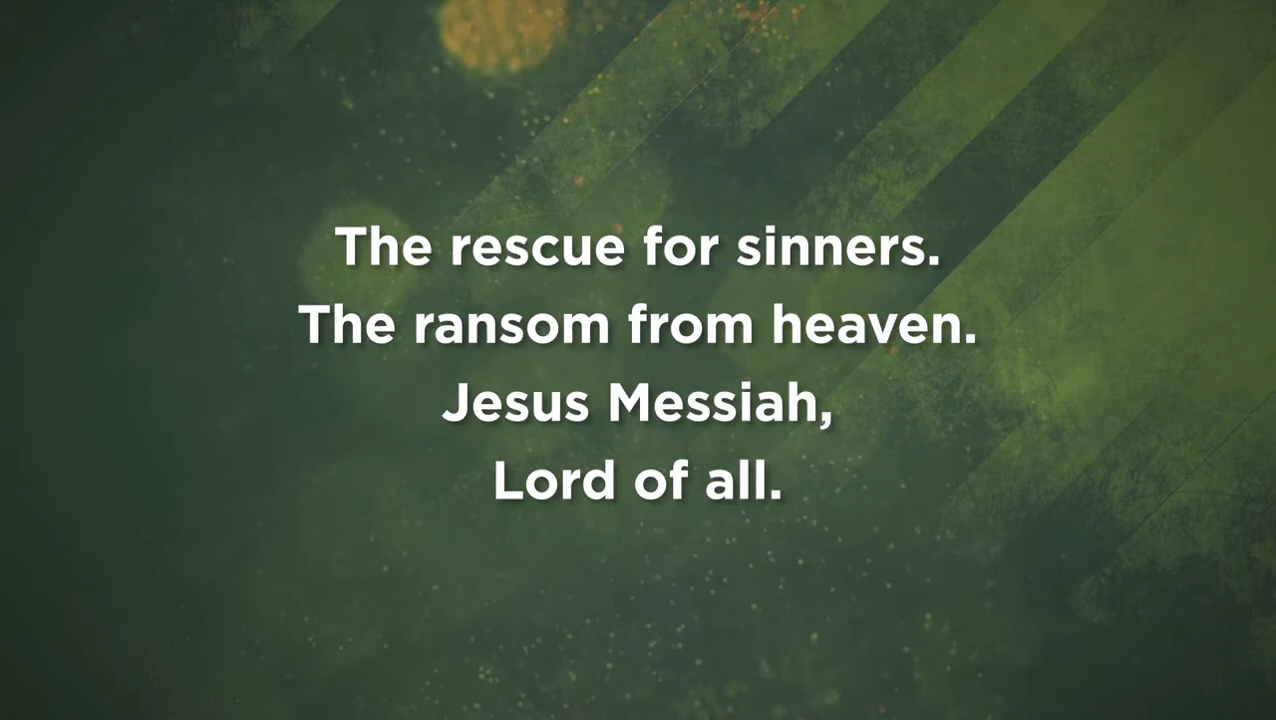 The rescue for sinners.
The ransom from heaven.
Jesus Messiah,
Lord of all.